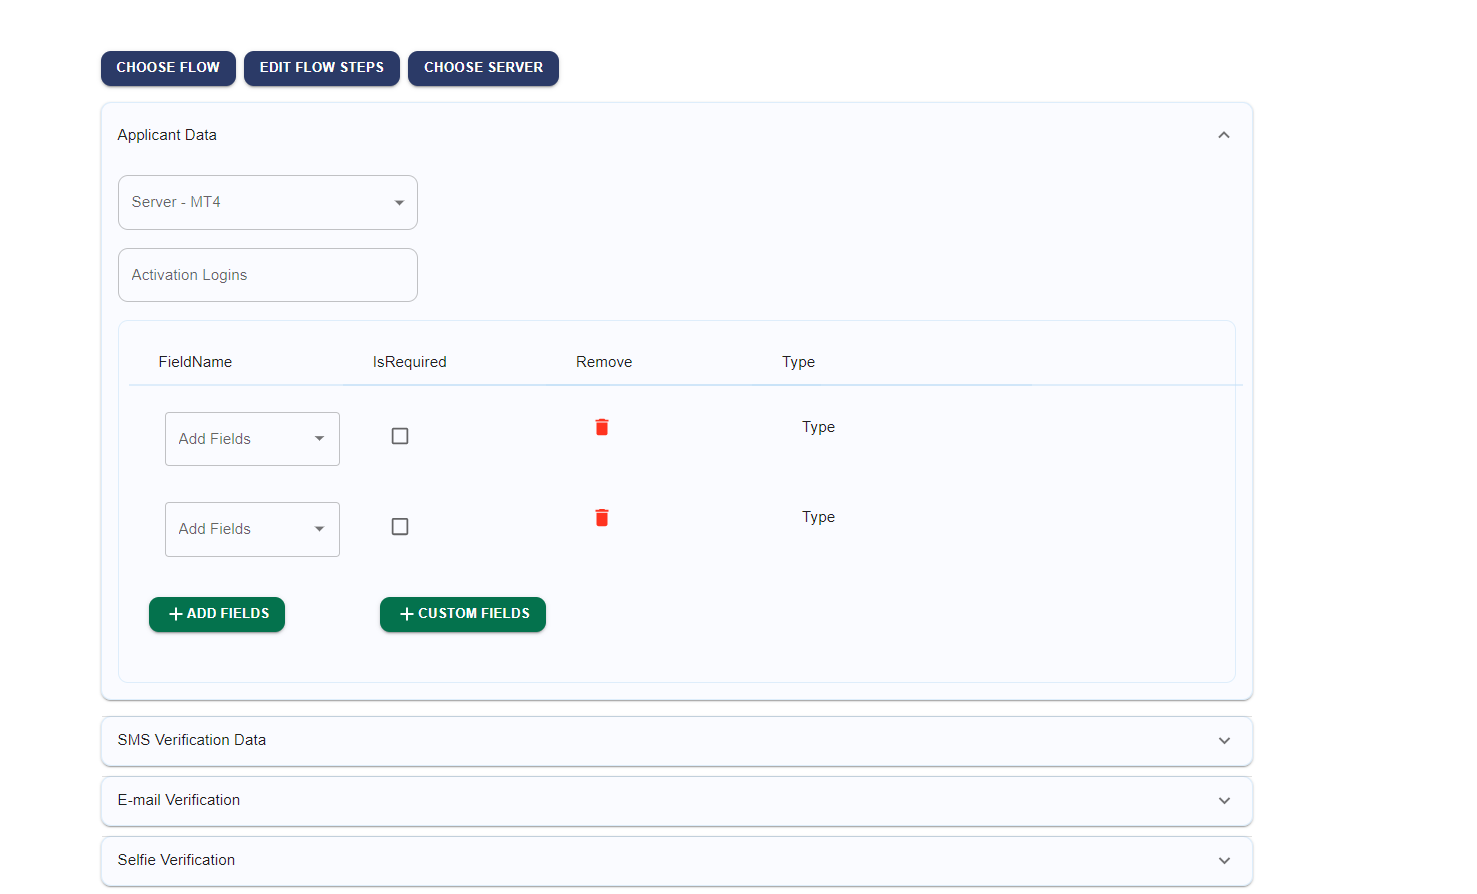 CHOOSE FLOW EDIT FLOW STEPS CHOOSE SERVER
Applicant Data
Server - MT4
Activation Logins
FieldName IsRequired Remove Type
Add Fields Type
Add Fields Type
ADD FIELDS CUSTOM FIELDS
SMS Verification Data
E-mail Verification
Selfie Verification